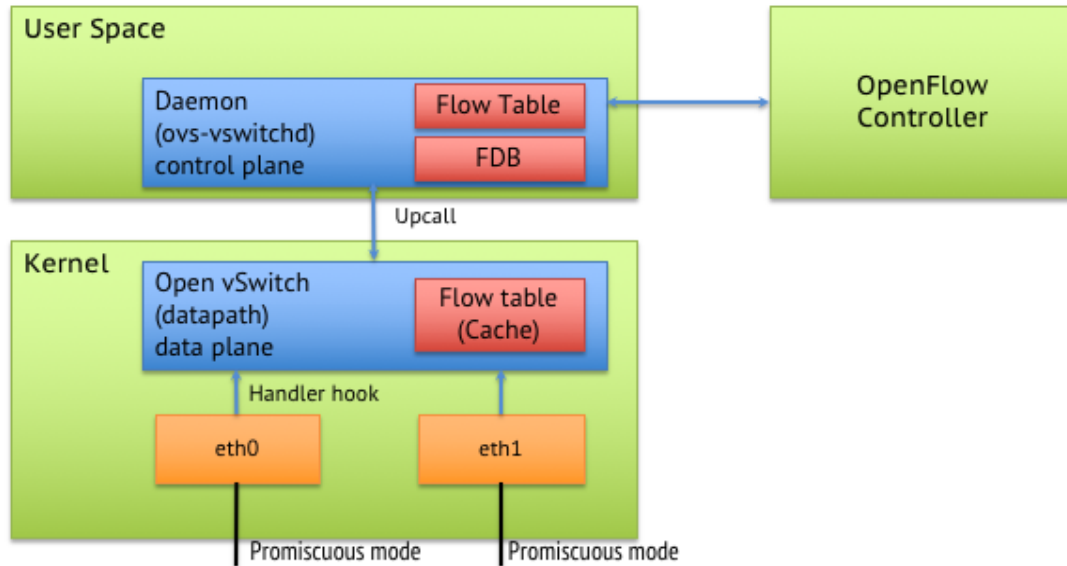 User Space
Daemon
(ovs-vswitchd)
control plane
Flow Table
FDB
OpenFlow
Controller
Upcall
Kernel
Open vSwitch
(datapath)
data plane
Flow table
(Cache)
Handler hook
eth0
eth1
Promiscuous mode
Promiscuous mode